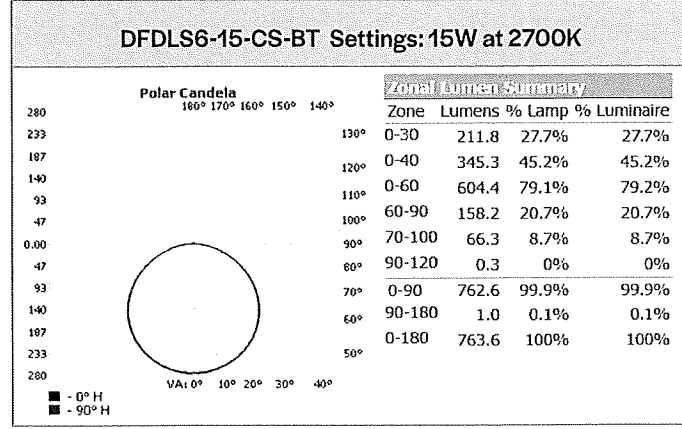 DFDLS6-15-CS-BT Settings: 15W at 2700K
Polar Candela
180° 170° 160° 150° 140°
280
233
187
140
93
47
0.00
47
93
140
187
233
280
130°
120°
110°
100°
90°
80°
70°
60°
50°
VA: 0° 10° 20° 30° 40°
- 0° H
- 90° H
Zonal Lumen Summary
Zone Lumens % Lamp % Luminaire
0-30 211.8 27.7% 27.7%
0-40 345.3 45.2% 45.2%
0-60 604.4 79.1% 79.2%
60-90 158.2 20.7% 20.7%
70-100 66.3 8.7% 8.7%
90-120 0.3 0% 0%
0-90 762.6 99.9% 99.9%
90-180 1.0 0.1% 0.1%
0-180 763.6 100% 100%